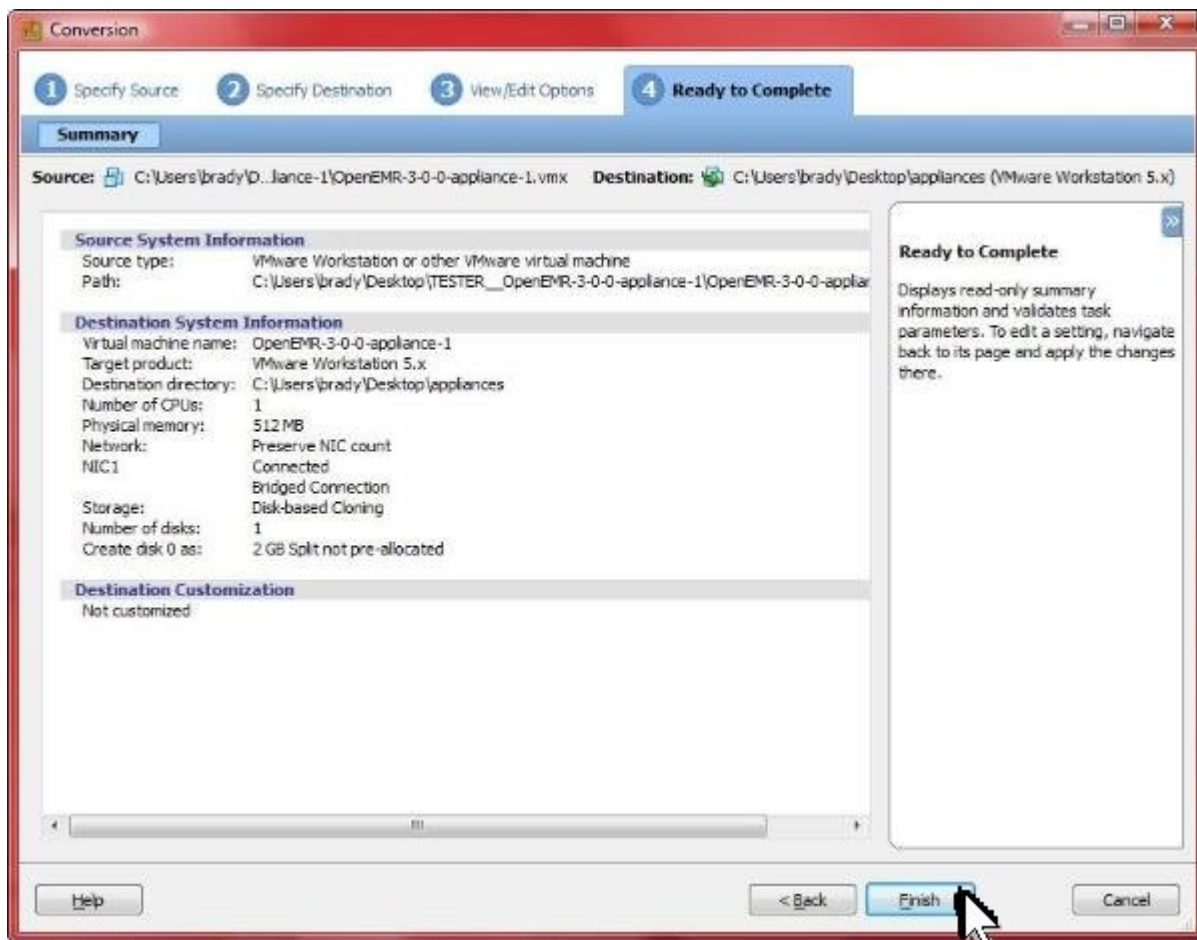 Conversion
1 Specify Source 2 Specify Destination 3 View/Edit Options 4 Ready to Complete
Summary
Source: C:\Users\brady\D...liance-1\OpenEMR-3-0-0-appliance-1.vmx Destination: C:\Users\brady\Desktop\appliances (VMware Workstation 5.x)
Source System Information
Source type: VMware Workstation or other VMware virtual machine
Path: C:\Users\brady\Desktop\TESTER__OpenEMR-3-0-0-appliance-1\OpenEMR-3-0-0-applian
Destination System Information
Virtual machine name: OpenEMR-3-0-0-appliance-1
Target product: VMware Workstation 5.x
Destination directory: C:\Users\brady\Desktop\appliances
Number of CPUs: 1
Physical memory: 512 MB
Network: Preserve NIC count
NIC1 Connected
Bridged Connection
Storage: Disk-based Cloning
Number of disks: 1
Create disk 0 as: 2 GB Split not pre-allocated
Destination Customization
Not customized
Ready to Complete
Displays read-only summary
information and validates task
parameters. To edit a setting, navigate
back to its page and apply the changes
there.
Help < Back Finish Cancel